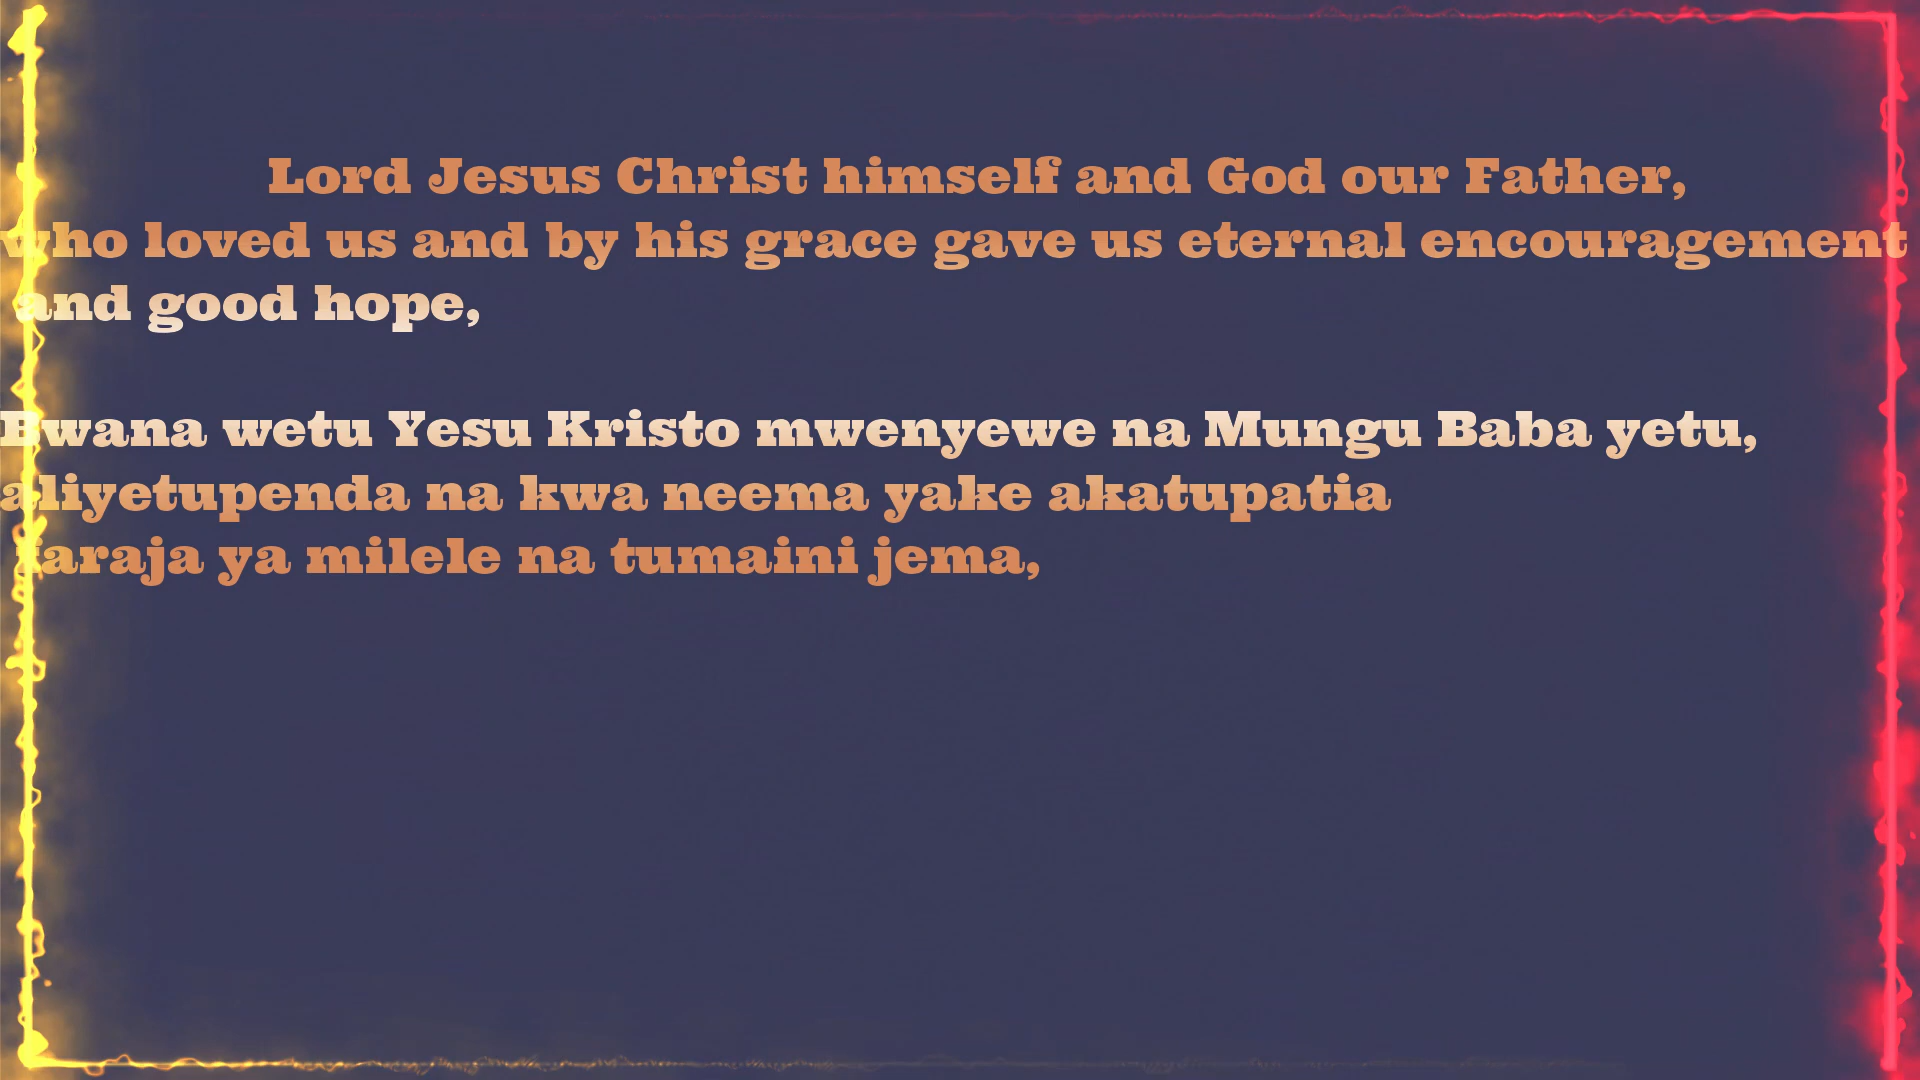 Lord Jesus Christ himself and God our Father,
who loved us and by his grace gave us eternal encouragement
and good hope,
Bwana wetu Yesu Kristo mwenyewe na Mungu Baba yetu,
aliyetupenda na kwa neema yake akatupatia
faraja ya milele na tumaini jema,